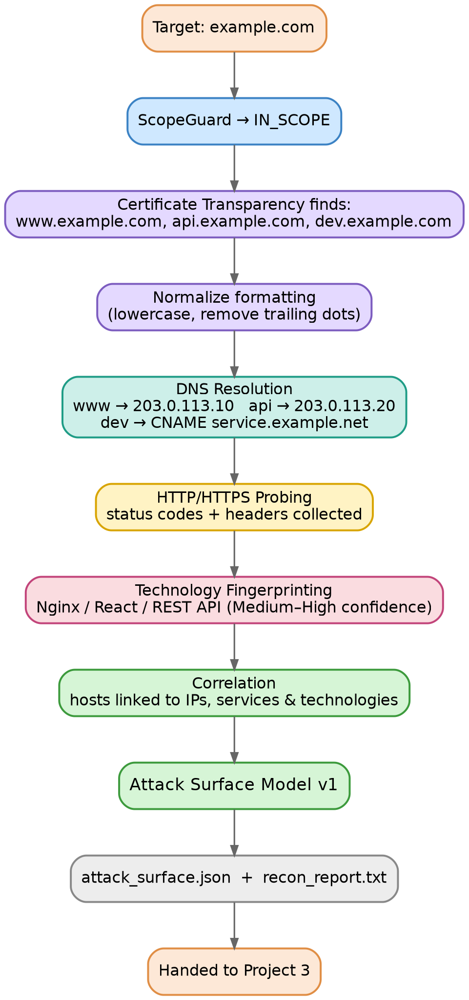 Target: example.com
ScopeGuard → IN_SCOPE
Certificate Transparency finds:
www.example.com, api.example.com, dev.example.com
Normalize formatting
(lowercase, remove trailing dots)
DNS Resolution
www → 203.0.113.10   api → 203.0.113.20
dev → CNAME service.example.net
HTTP/HTTPS Probing
status codes + headers collected
Technology Fingerprinting
Nginx / React / REST API (Medium–High confidence)
Correlation
hosts linked to IPs, services & technologies
Attack Surface Model v1
attack_surface.json  +  recon_report.txt
Handed to Project 3